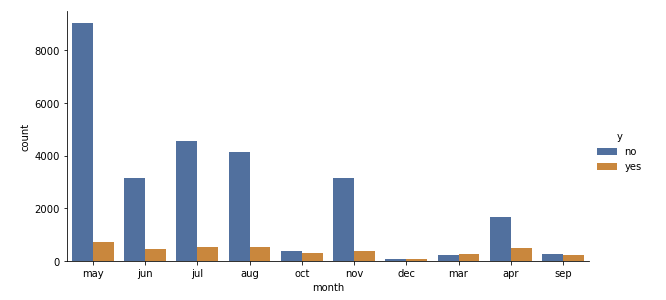 8000
6000
4000
2000
0
count
may jun jul aug oct nov dec mar apr sep
month
y
no
yes